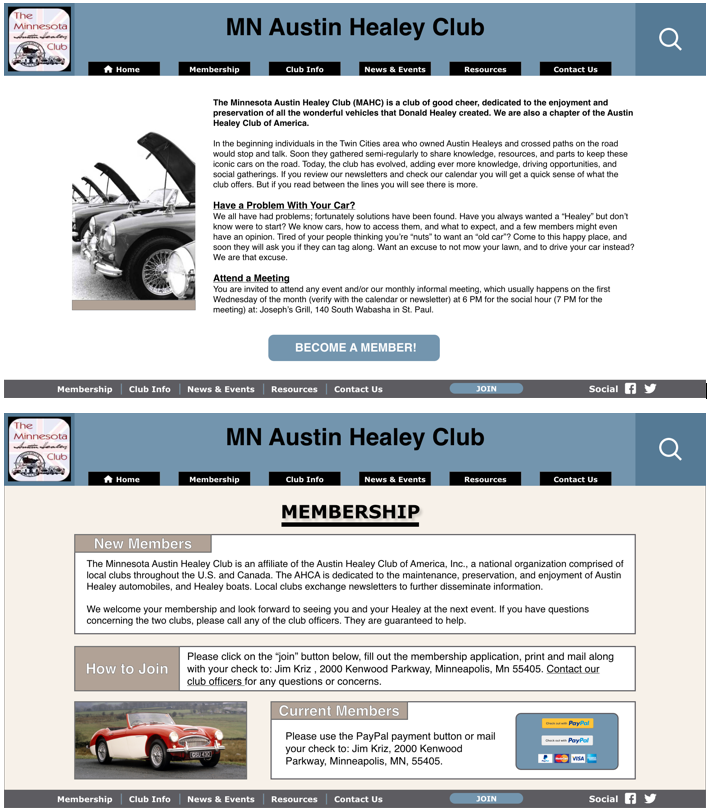 The
Minnesota
Austin Healey
Club
MN Austin Healey Club
Home Membership Club Info News & Events Resources Contact Us
The Minnesota Austin Healey Club (MAHC) is a club of good cheer, dedicated to the enjoyment and
preservation of all the wonderful vehicles that Donald Healey created. We are also a chapter of the Austin
Healey Club of America.
In the beginning individuals in the Twin Cities area who owned Austin Healeys and crossed paths on the road
would stop and talk. Soon they gathered semi-regularly to share knowledge, resources, and parts to keep these
iconic cars on the road. Today, the club has evolved, adding ever more knowledge, driving opportunities, and
social gatherings. If you review our newsletters and check our calendar you will get a quick sense of what the
club offers. But if you read between the lines you will see there is more.
Have a Problem With Your Car?
We all have had problems; fortunately solutions have been found. Have you always wanted a “Healey” but don’t
know were to start? We know cars, how to access them, and what to expect, and a few members might even
have an opinion. Tired of your people thinking you’re “nuts” to want an “old car”? Come to this happy place, and
soon they will ask you if they can tag along. Want an excuse to not mow your lawn, and to drive your car instead?
We are that excuse.
Attend a Meeting
You are invited to attend any event and/or our monthly informal meeting, which usually happens on the first
Wednesday of the month (verify with the calendar or newsletter) at 6 PM for the social hour (7 PM for the
meeting) at: Joseph’s Grill, 140 South Wabasha in St. Paul.
BECOME A MEMBER!
Membership Club Info News & Events Resources Contact Us JOIN Social
The
Minnesota
Austin Healey
Club
MN Austin Healey Club
Home Membership Club Info News & Events Resources Contact Us
MEMBERSHIP
New Members
The Minnesota Austin Healey Club is an affiliate of the Austin Healey Club of America, Inc., a national organization comprised of
local clubs throughout the U.S. and Canada. The AHCA is dedicated to the maintenance, preservation, and enjoyment of Austin
Healey automobiles, and Healey boats. Local clubs exchange newsletters to further disseminate information.
We welcome your membership and look forward to seeing you and your Healey at the next event. If you have questions
concerning the two clubs, please call any of the club officers. They are guaranteed to help.
How to Join
Please click on the “join” button below, fill out the membership application, print and mail along
with your check to: Jim Kriz , 2000 Kenwood Parkway, Minneapolis, Mn 55405. Contact our
club officers for any questions or concerns.
Current Members
Please use the PayPal payment button or mail
your check to: Jim Kriz, 2000 Kenwood
Parkway, Minneapolis, MN, 55405.
Check out with PayPal
Check out with PayPal
VISA
Membership Club Info News & Events Resources Contact Us JOIN Social